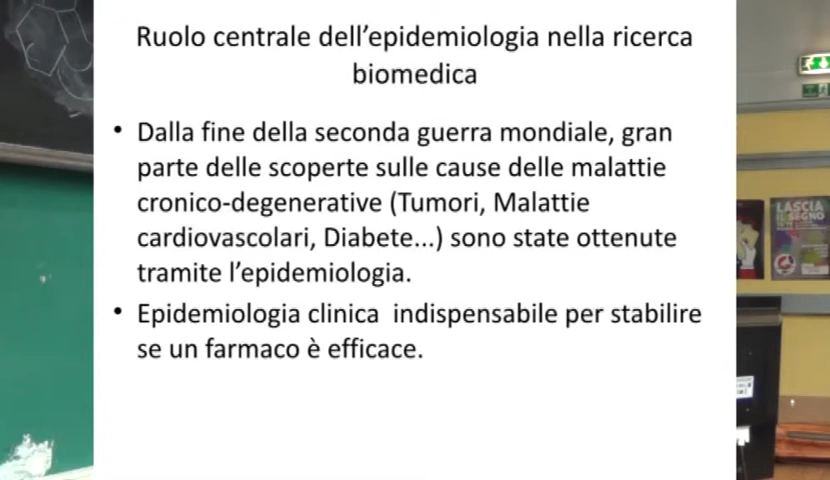 Ruolo centrale dell'epidemiologia nella ricerca
biomedica
• Dalla fine della seconda guerra mondiale, gran
parte delle scoperte sulle cause delle malattie
cronico-degenerative (Tumori, Malattie
cardiovascolari, Diabete...) sono state ottenute
tramite l'epidemiologia.
• Epidemiologia clinica  indispensabile per stabilire
se un farmaco è efficace.
LASCIA
IL SEGNO